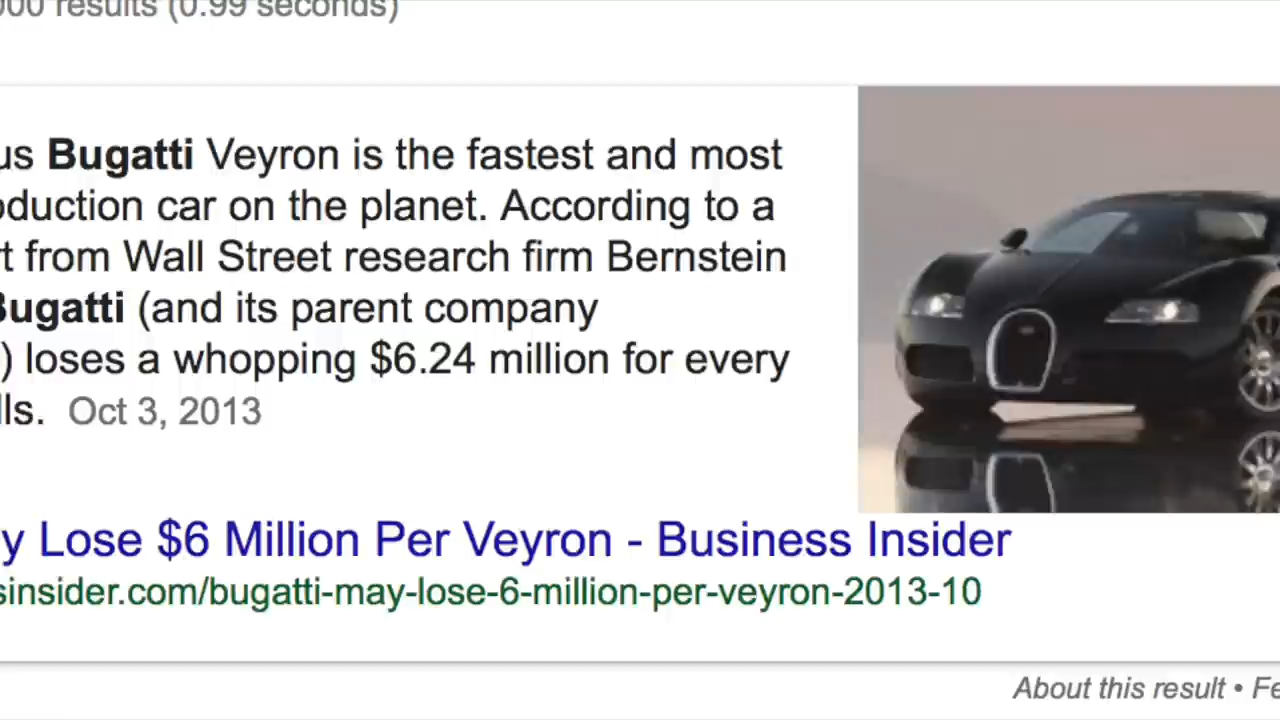 000 results (0.99 seconds)
us Bugatti Veyron is the fastest and most
oduction car on the planet. According to a
rt from Wall Street research firm Bernstein
Bugatti (and its parent company
) loses a whopping $6.24 million for every
lls. Oct 3, 2013
y Lose $6 Million Per Veyron - Business Insider
sinsider.com/bugatti-may-lose-6-million-per-veyron-2013-10
About this result • Fe